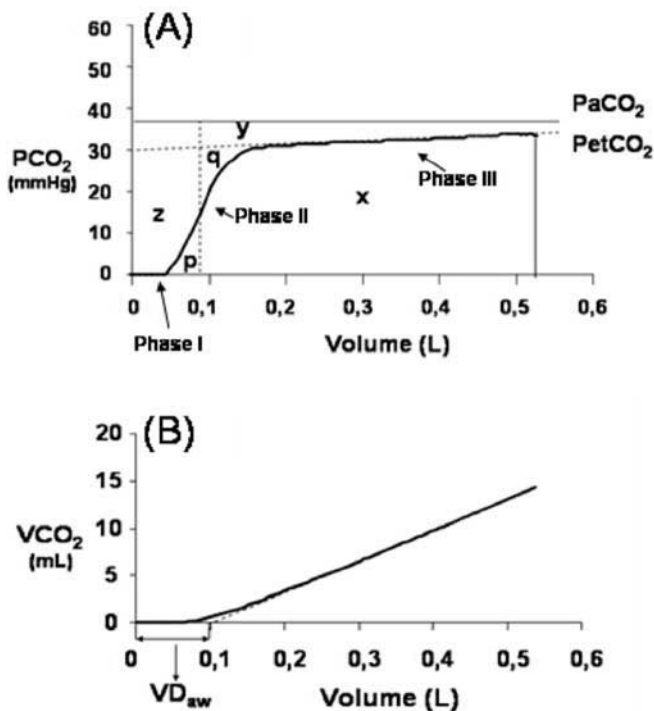 (A)
60
50
40
30
20
10
0
PCO₂
(mmHg)
PaCO₂
PetCO₂
y
q
z
x
p
Phase I
Phase II
Phase III
0 0,1 0,2 0,3 0,4 0,5 0,6
Volume (L)
(B)
20
15
10
5
0
VCO₂
(mL)
0 0,1 0,2 0,3 0,4 0,5 0,6
VDaw
Volume (L)